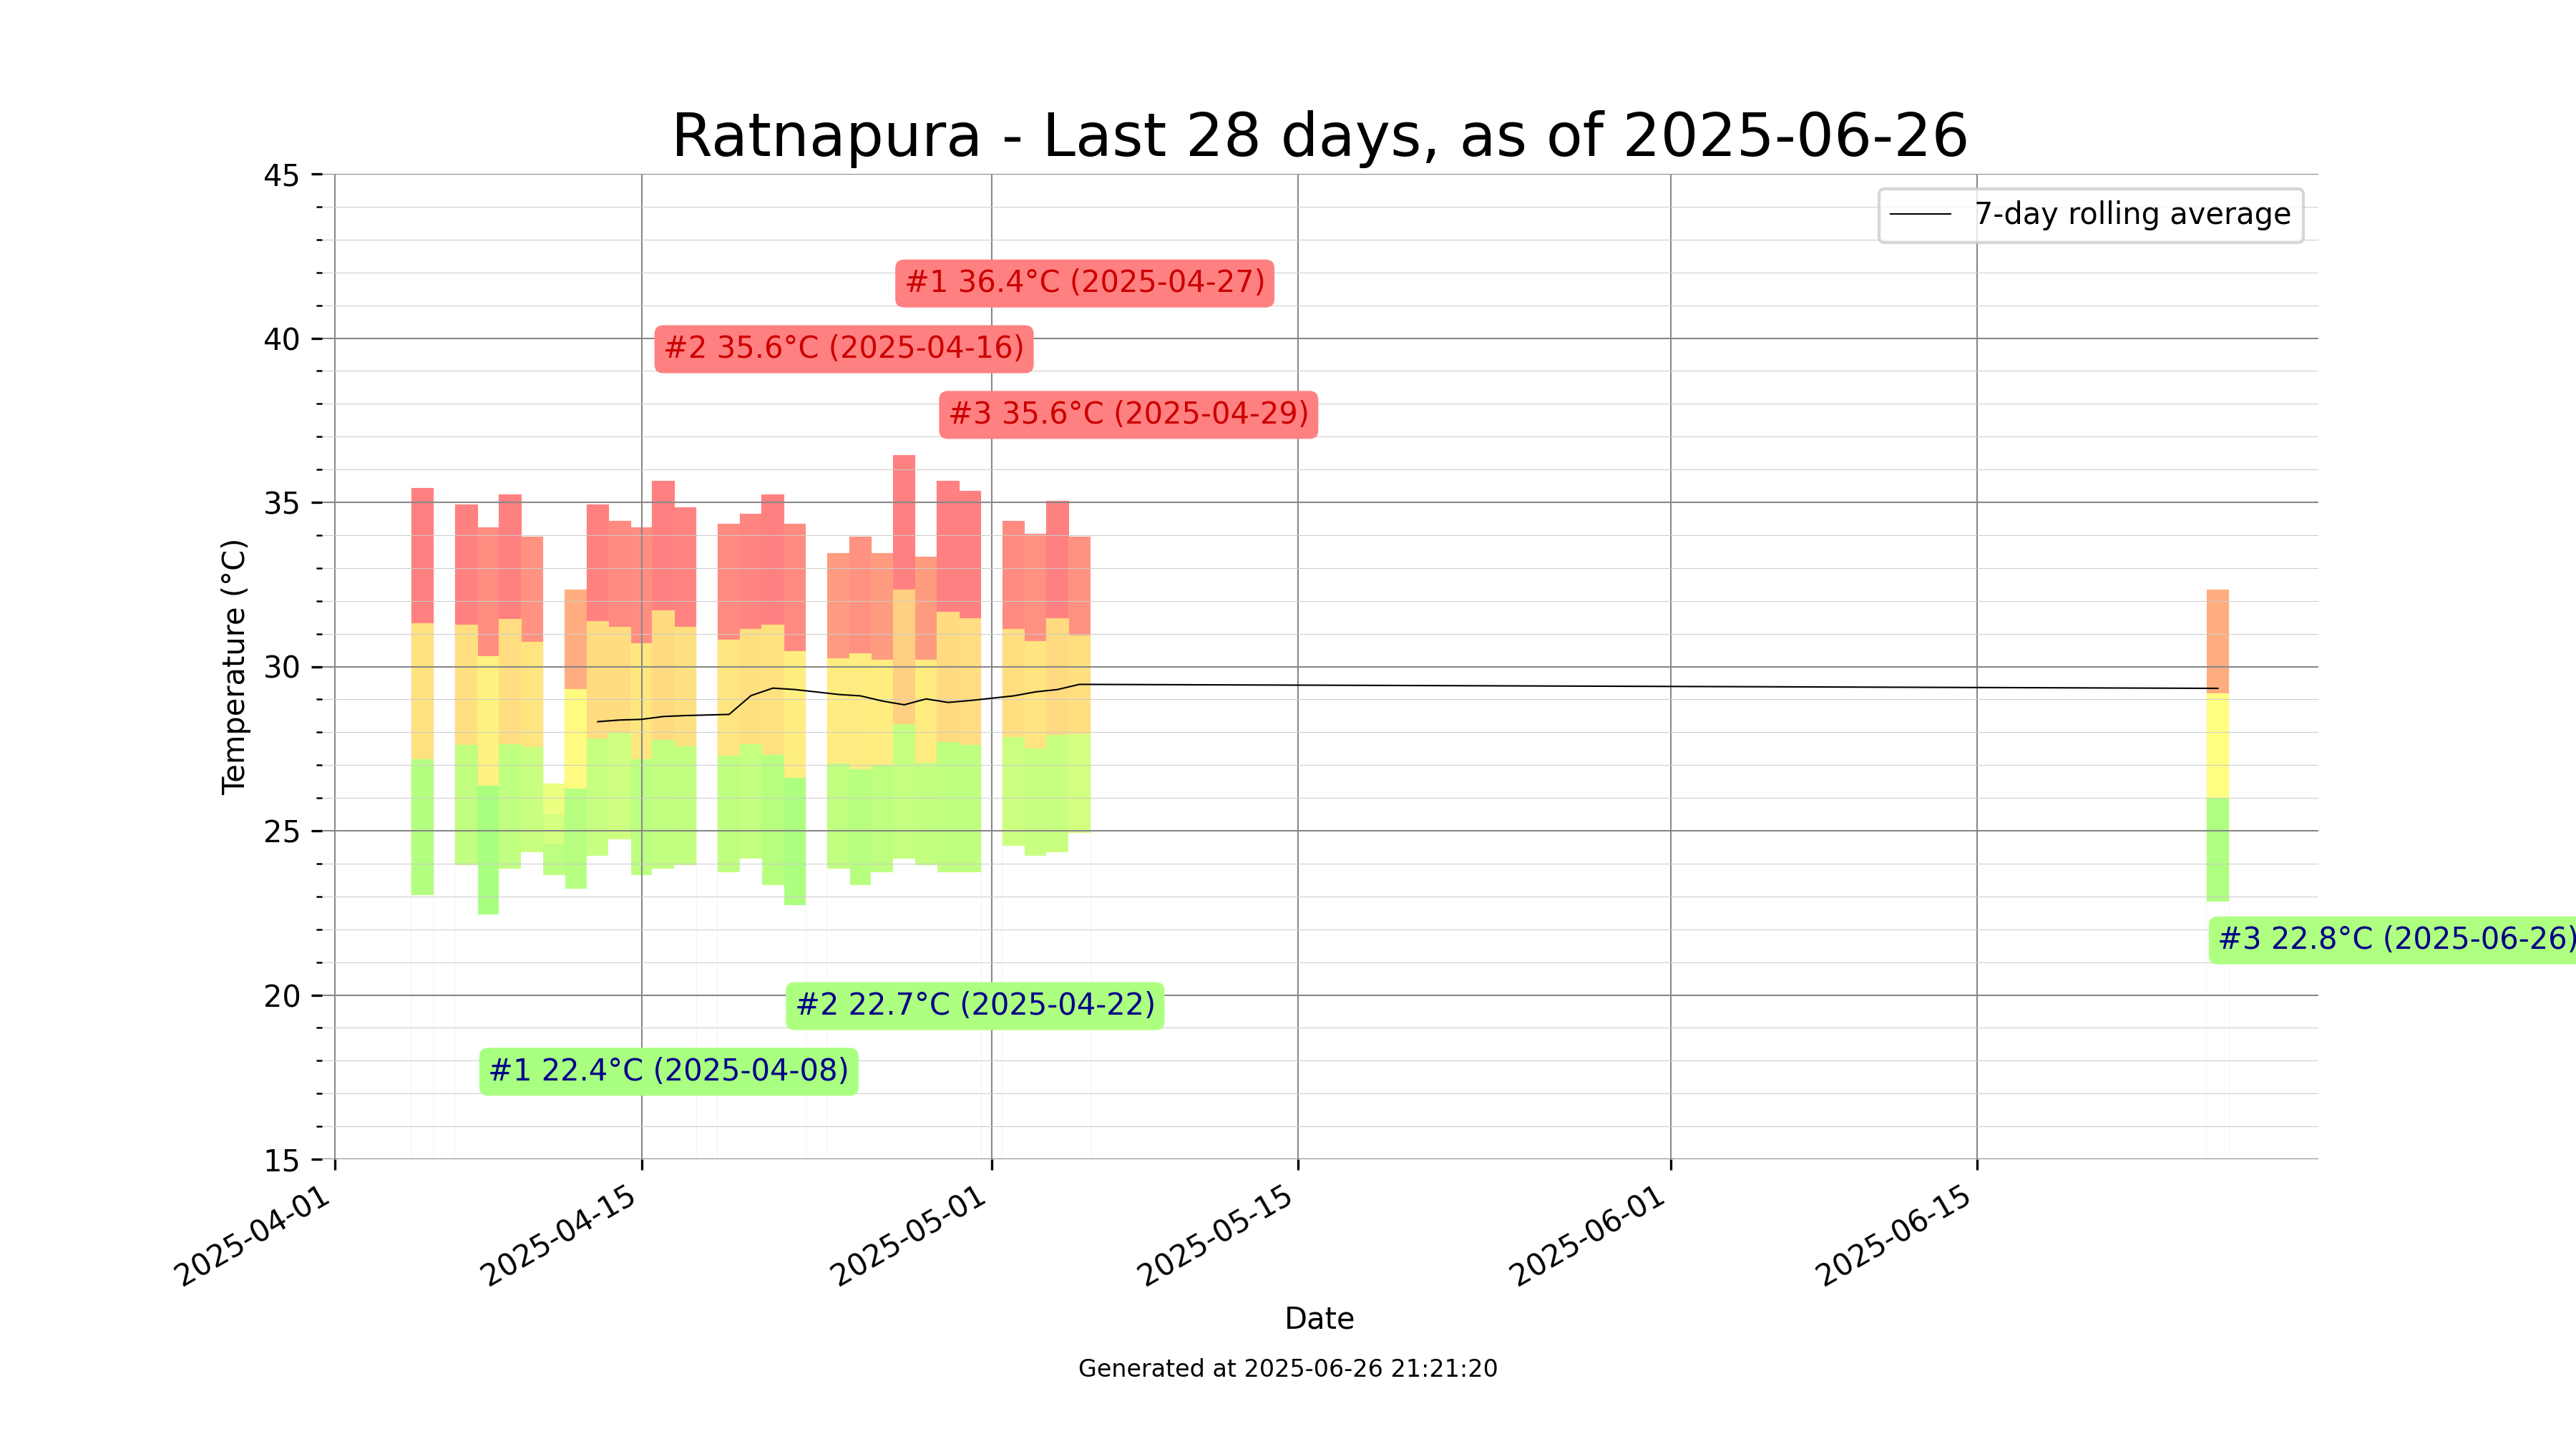 Ratnapura - Last 28 days, as of 2025-06-26
45
40
35
30
25
20
15
Temperature (°C)
7-day rolling average
#1 36.4°C (2025-04-27)
#2 35.6°C (2025-04-16)
#3 35.6°C (2025-04-29)
#3 22.8°C (2025-06-26)
#2 22.7°C (2025-04-22)
#1 22.4°C (2025-04-08)
2025-04-01
2025-04-15
2025-05-01
2025-05-15
2025-06-01
2025-06-15
Date
Generated at 2025-06-26 21:21:20